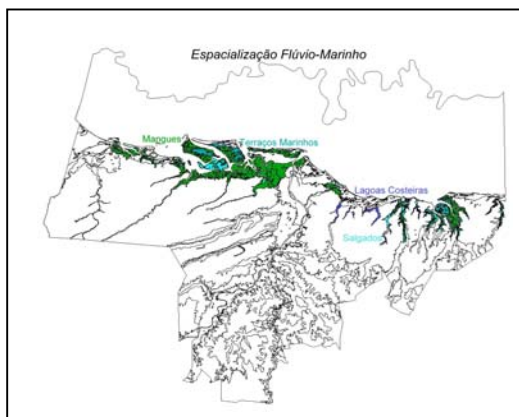 Espacialização Flúvio-Marinho
Mangues
Terraços Marinhos
Lagoas Costeiras
Salgados